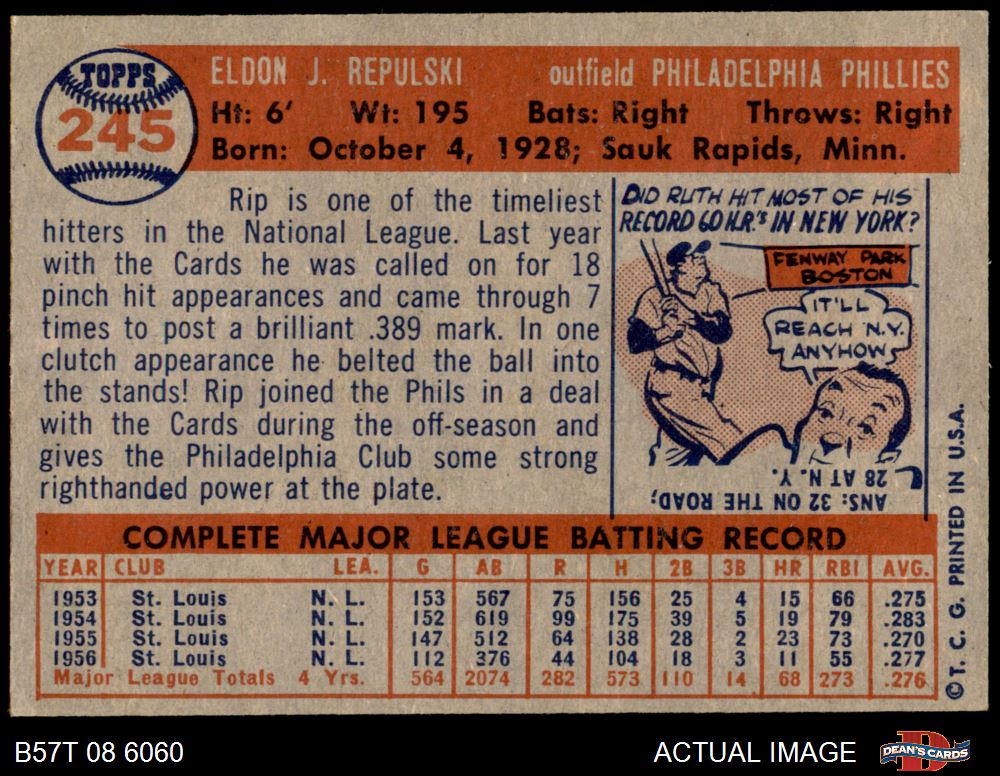 TOPPS
245
ELDON J. REPULSKI outfield PHILADELPHIA PHILLIES
Ht: 6' Wt: 195 Bats: Right Throws: Right
Born: October 4, 1928; Sauk Rapids, Minn.
Rip is one of the timeliest
hitters in the National League. Last year
with the Cards he was called on for 18
pinch hit appearances and came through 7
times to post a brilliant .389 mark. In one
clutch appearance he belted the ball into
the stands! Rip joined the Phils in a deal
with the Cards during the off-season and
gives the Philadelphia Club some strong
righthanded power at the plate.
DID RUTH HIT MOST OF HIS
RECORD 60 H.R.'S IN NEW YORK?
FENWAY PARK
BOSTON
IT'LL
REACH N.Y.
ANYHOW
ANS: 32 ON THE ROAD;
28 AT N.Y.
COMPLETE MAJOR LEAGUE BATTING RECORD
YEAR CLUB LEA. G AB R H 2B 3B HR RBI AVG.
1953 St. Louis N. L. 153 567 75 156 25 4 15 66 .275
1954 St. Louis N. L. 152 619 99 175 39 5 19 79 .283
1955 St. Louis N. L. 147 512 64 138 28 2 23 73 .270
1956 St. Louis N. L. 112 376 44 104 18 3 11 55 .277
Major League Totals 4 Yrs. 564 2074 282 573 110 14 68 273 .276
© T. C. G. PRINTED IN U.S.A.
B57T 08 6060 ACTUAL IMAGE
D
DEAN'S CARDS